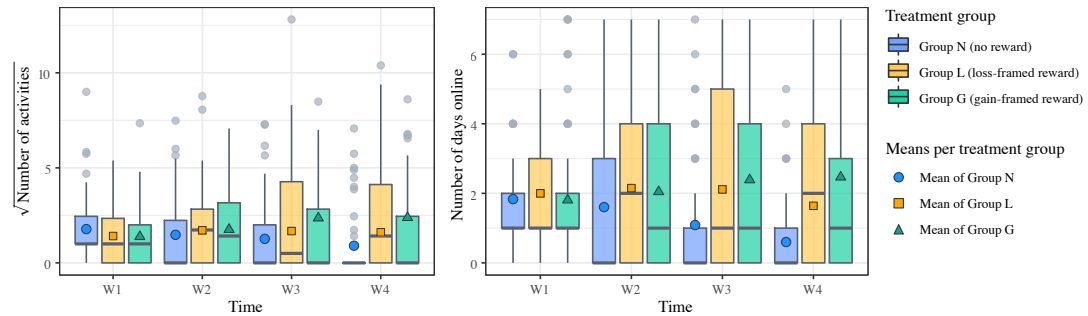 √Number of activities
10
5
0
W1 W2 W3 W4
Time
Number of days online
6
4
2
0
W1 W2 W3 W4
Time
Treatment group
Group N (no reward)
Group L (loss-framed reward)
Group G (gain-framed reward)
Means per treatment group
Mean of Group N
Mean of Group L
Mean of Group G